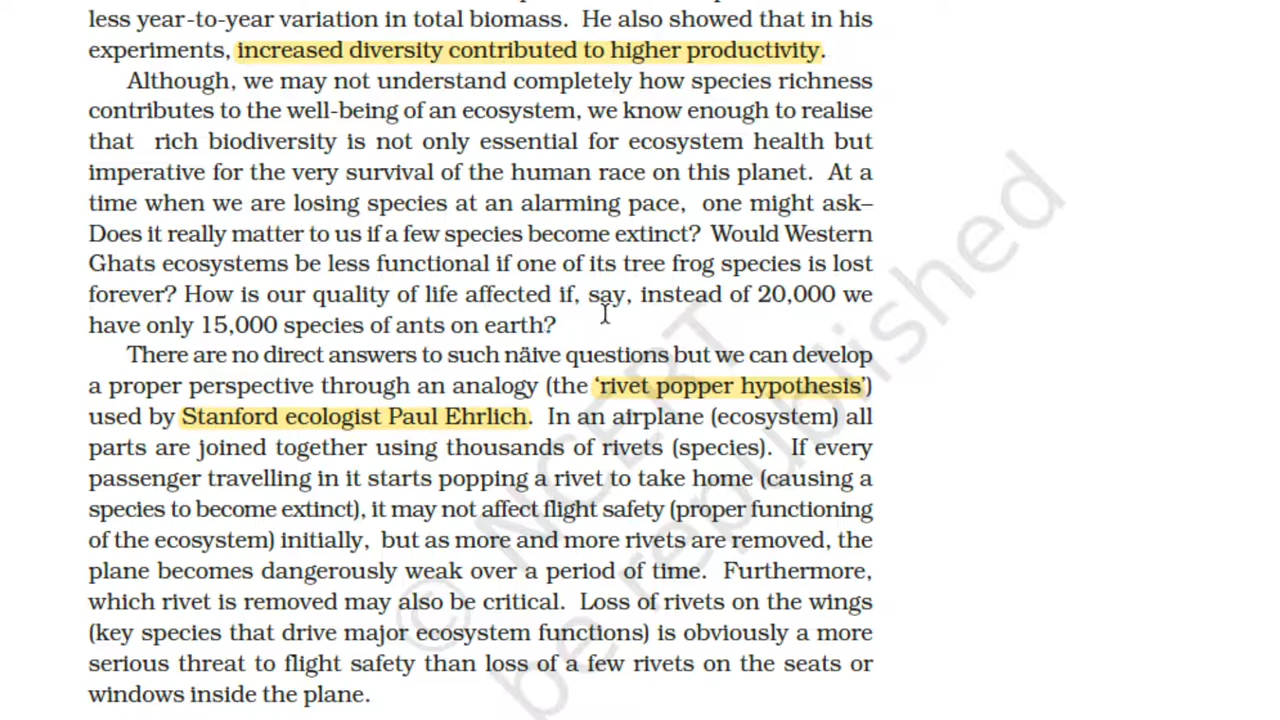 less year-to-year variation in total biomass. He also showed that in his
experiments, increased diversity contributed to higher productivity.
Although, we may not understand completely how species richness
contributes to the well-being of an ecosystem, we know enough to realise
that rich biodiversity is not only essential for ecosystem health but
imperative for the very survival of the human race on this planet. At a
time when we are losing species at an alarming pace, one might ask–
Does it really matter to us if a few species become extinct? Would Western
Ghats ecosystems be less functional if one of its tree frog species is lost
forever? How is our quality of life affected if, say, instead of 20,000 we
have only 15,000 species of ants on earth?
There are no direct answers to such näive questions but we can develop
a proper perspective through an analogy (the ‘rivet popper hypothesis’)
used by Stanford ecologist Paul Ehrlich. In an airplane (ecosystem) all
parts are joined together using thousands of rivets (species). If every
passenger travelling in it starts popping a rivet to take home (causing a
species to become extinct), it may not affect flight safety (proper functioning
of the ecosystem) initially, but as more and more rivets are removed, the
plane becomes dangerously weak over a period of time. Furthermore,
which rivet is removed may also be critical. Loss of rivets on the wings
(key species that drive major ecosystem functions) is obviously a more
serious threat to flight safety than loss of a few rivets on the seats or
windows inside the plane.
© NCERT
be republished